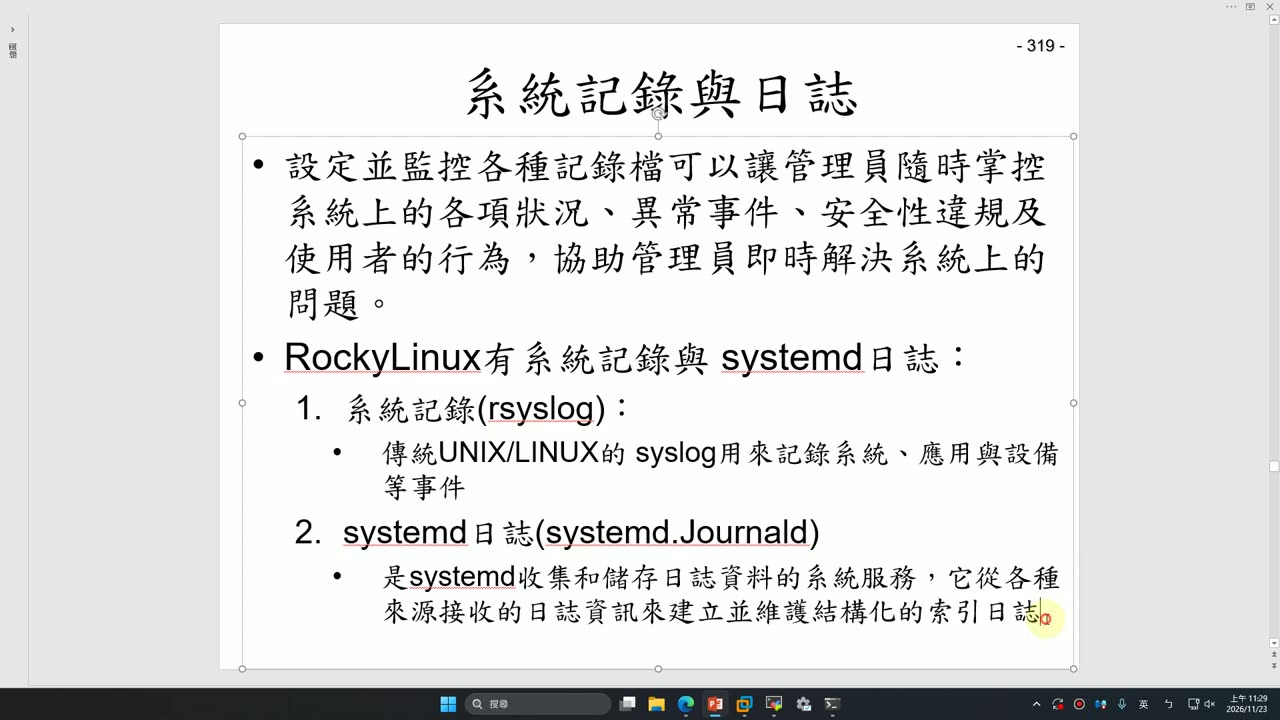 - 319 -
系統記錄與日誌
• 設定並監控各種記錄檔可以讓管理員隨時掌控
系統上的各項狀況、異常事件、安全性違規及
使用者的行為，協助管理員即時解決系統上的
問題。
• RockyLinux有系統記錄與 systemd日誌：
1. 系統記錄(rsyslog)：
• 傳統UNIX/LINUX的 syslog用來記錄系統、應用與設備
等事件
2. systemd日誌(systemd.Journald)
• 是systemd收集和儲存日誌資料的系統服務，它從各種
來源接收的日誌資訊來建立並維護結構化的索引日誌
搜尋
英
ㄅ
上午 11:29
2026/11/23